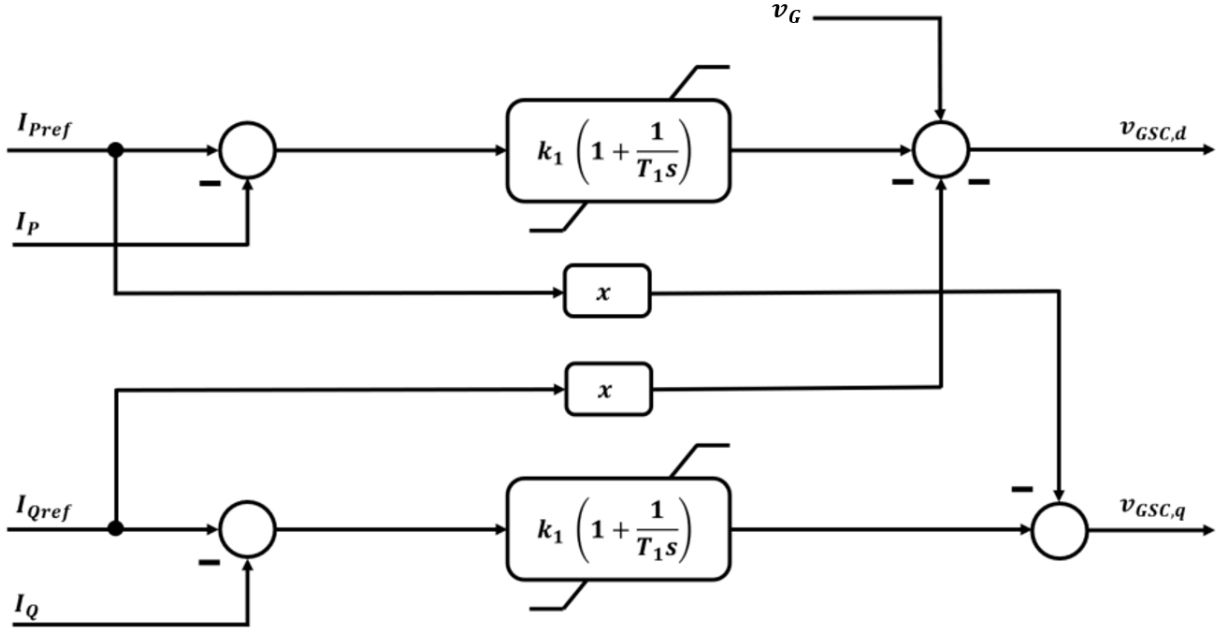 v_G
I_Pref
k_1 (1 + 1/(T_1 s))
v_GSC,d
I_P
x
x
I_Qref
k_1 (1 + 1/(T_1 s))
v_GSC,q
I_Q